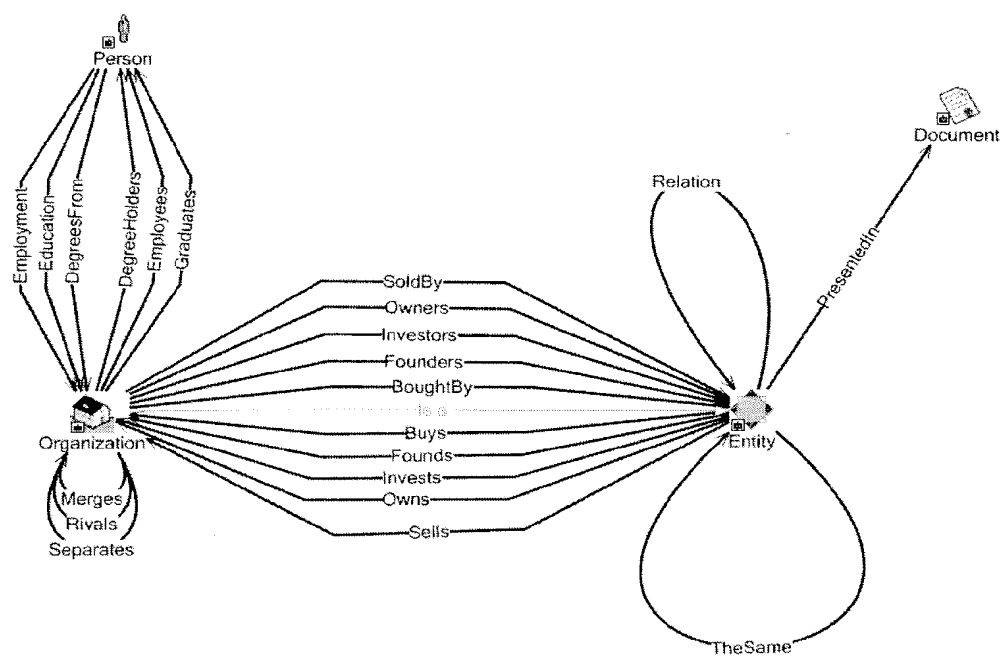 Person
Document
Relation
Employment
Education
DegreesFrom
DegreeHolders
Employees
Graduates
PresentedIn
SoldBy
Owners
Investors
Founders
BoughtBy
Is a
Organization
Entity
Buys
Founds
Invests
Owns
Sells
Merges
Rivals
Separates
TheSame